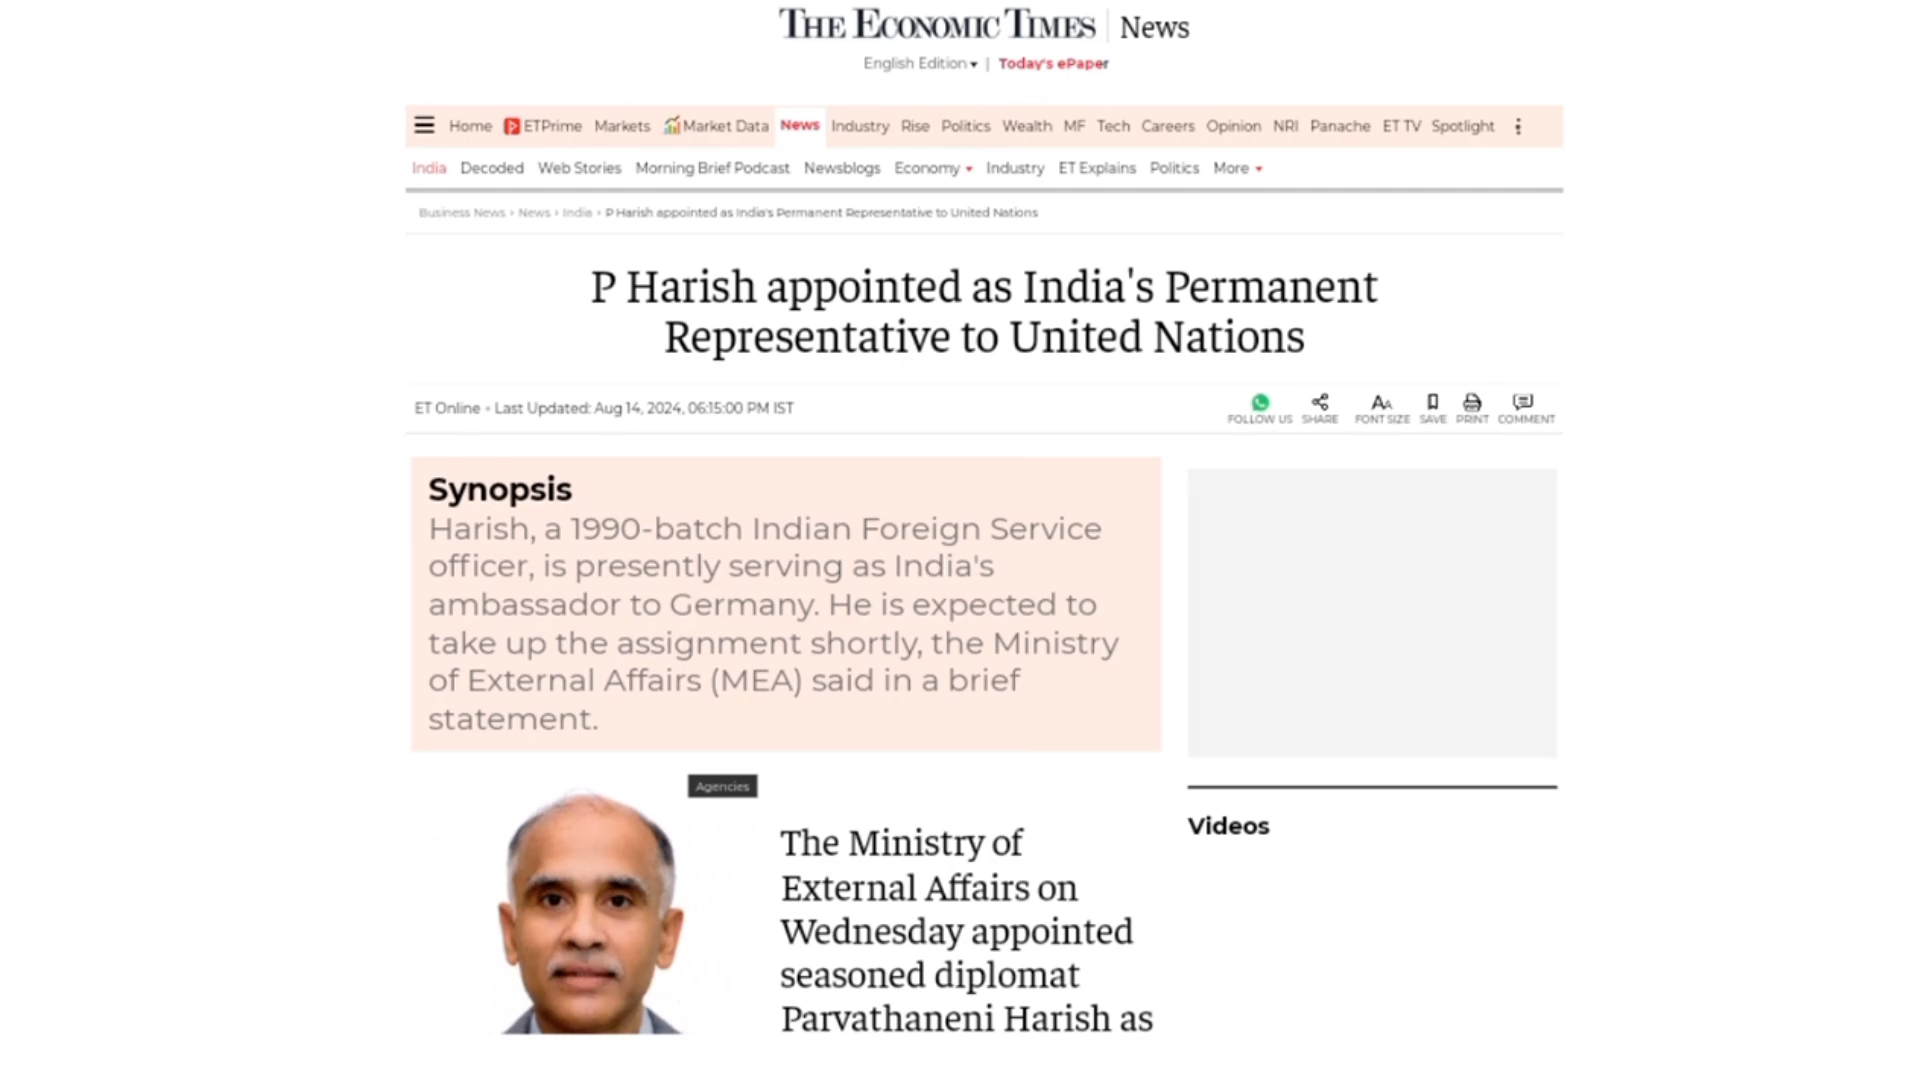 THE ECONOMIC TIMES | News
English Edition | Today's ePaper
Home ETPrime Markets Market Data News Industry Rise Politics Wealth MF Tech Careers Opinion NRI Panache ET TV Spotlight
India Decoded Web Stories Morning Brief Podcast Newsblogs Economy Industry ET Explains Politics More
Business News › News › India › P Harish appointed as India's Permanent Representative to United Nations
P Harish appointed as India's Permanent
Representative to United Nations
ET Online • Last Updated: Aug 14, 2024, 06:15:00 PM IST
FOLLOW US SHARE FONT SIZE SAVE PRINT COMMENT
Synopsis
Harish, a 1990-batch Indian Foreign Service
officer, is presently serving as India's
ambassador to Germany. He is expected to
take up the assignment shortly, the Ministry
of External Affairs (MEA) said in a brief
statement.
Agencies
The Ministry of
External Affairs on
Wednesday appointed
seasoned diplomat
Parvathaneni Harish as
Videos